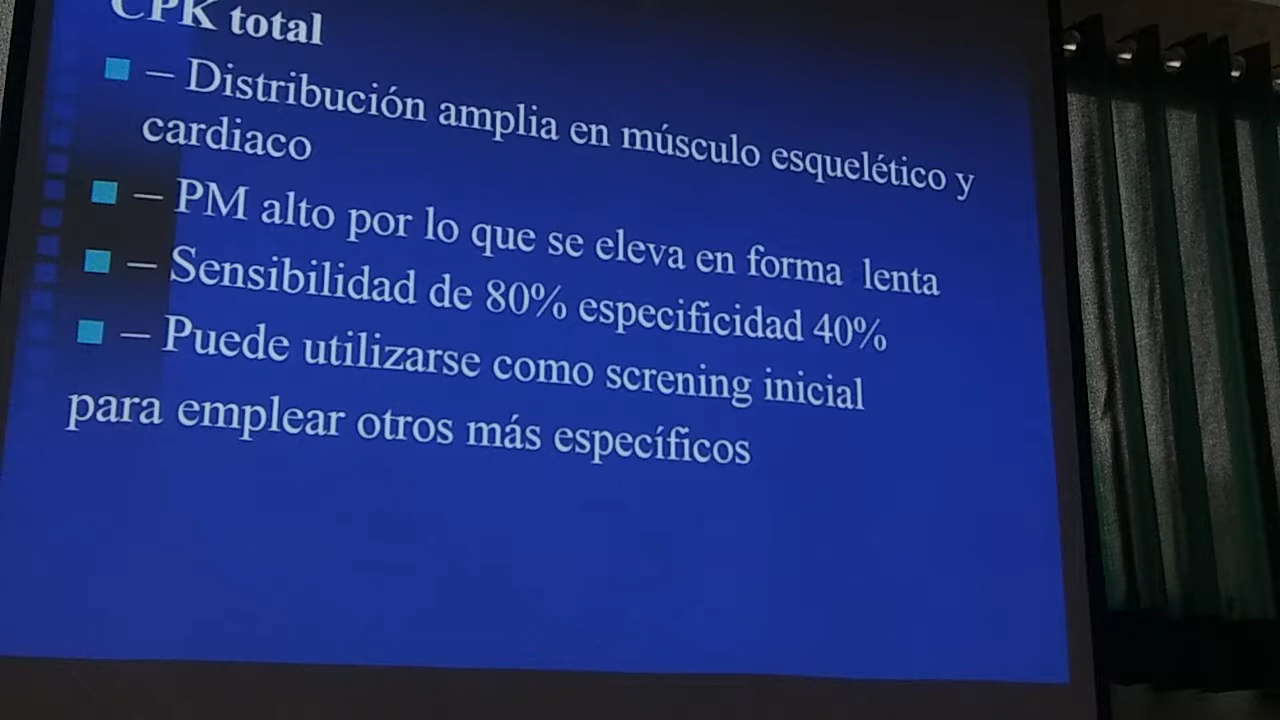 CPK total
– Distribución amplia en músculo esquelético y
cardiaco
– PM alto por lo que se eleva en forma lenta
– Sensibilidad de 80% especificidad 40%
– Puede utilizarse como screning inicial
para emplear otros más específicos